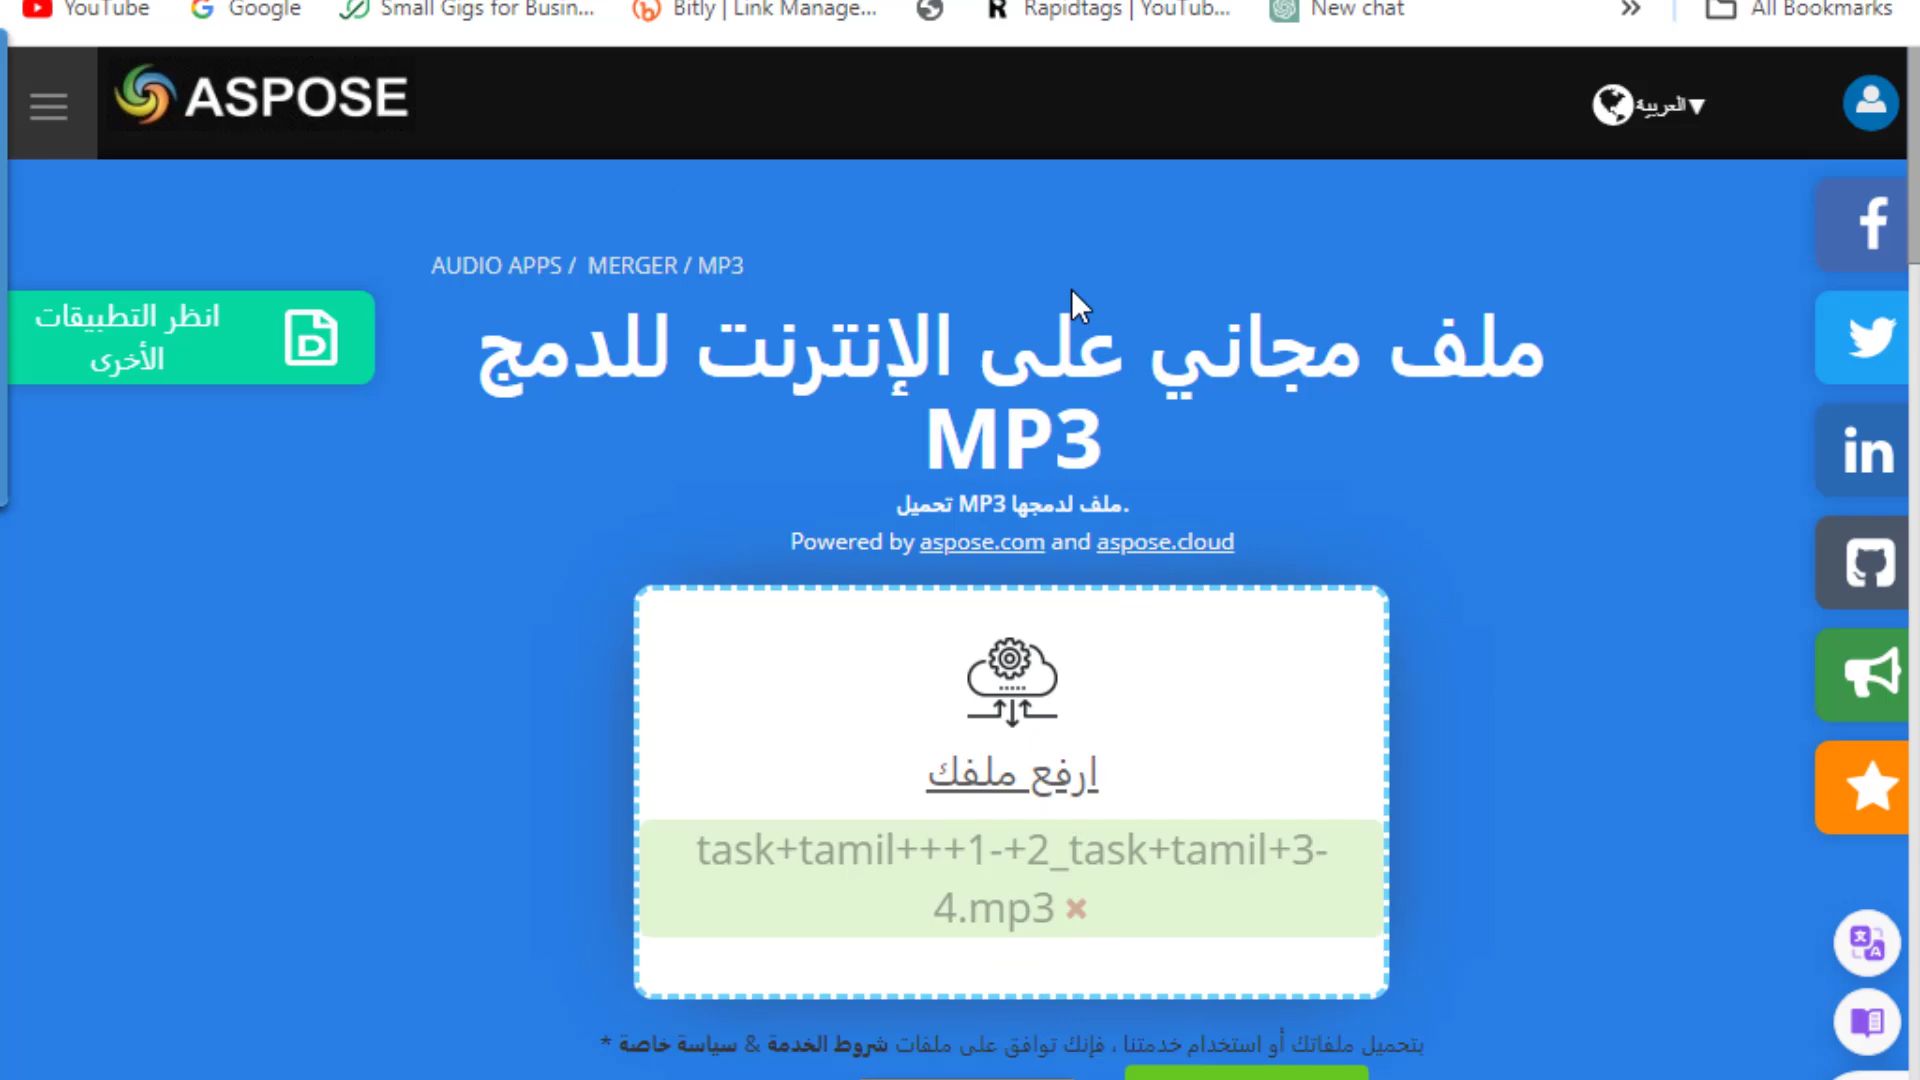 YouTube
Google
Small Gigs for Busin...
Bitly | Link Manage...
Rapidtags | YouTub...
New chat
All Bookmarks
ASPOSE
العربية
AUDIO APPS / MERGER / MP3
انظر التطبيقات
الأخرى
ملف مجاني على الإنترنت للدمج
MP3
تحميل MP3 ملف لدمجها.
Powered by aspose.com and aspose.cloud
ارفع ملفك
task+tamil+++1-+2_task+tamil+3-
4.mp3
بتحميل ملفاتك أو استخدام خدمتنا ، فإنك توافق على ملفات شروط الخدمة & سياسة خاصة *